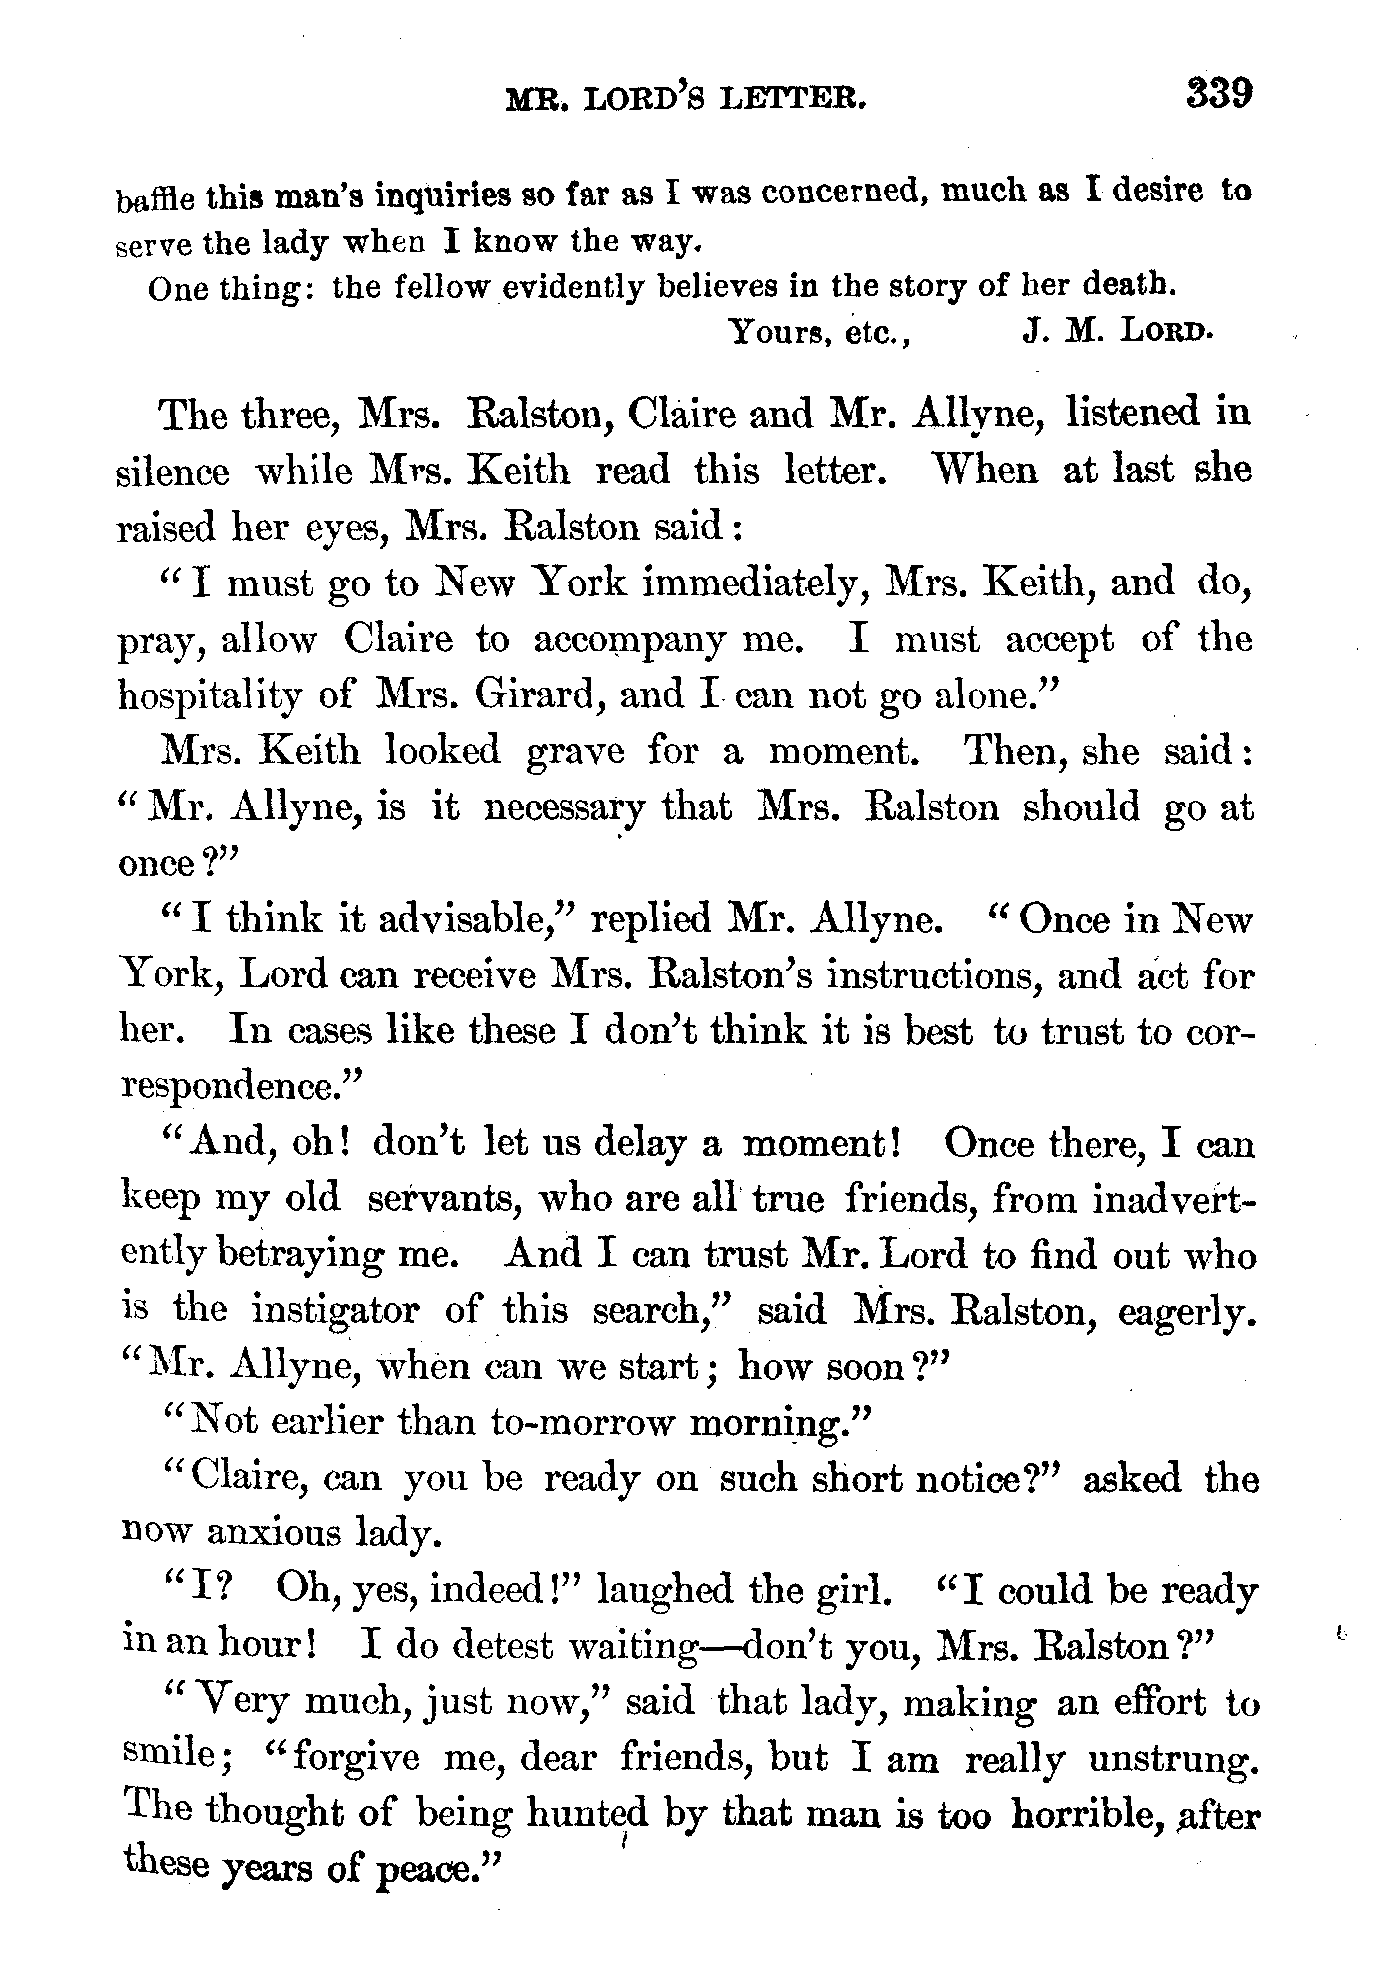 MR. LORD'S LETTER. 339
baffle this man's inquiries so far as I was concerned, much as I desire to
serve the lady when I know the way.
One thing: the fellow evidently believes in the story of her death.
Yours, etc., J. M. LORD.
The three, Mrs. Ralston, Claire and Mr. Allyne, listened in
silence while Mrs. Keith read this letter. When at last she
raised her eyes, Mrs. Ralston said:
"I must go to New York immediately, Mrs. Keith, and do,
pray, allow Claire to accompany me. I must accept of the
hospitality of Mrs. Girard, and I can not go alone."
Mrs. Keith looked grave for a moment. Then, she said:
"Mr. Allyne, is it necessary that Mrs. Ralston should go at
once?"
"I think it advisable," replied Mr. Allyne. "Once in New
York, Lord can receive Mrs. Ralston's instructions, and act for
her. In cases like these I don't think it is best to trust to cor-
respondence."
"And, oh! don't let us delay a moment! Once there, I can
keep my old servants, who are all true friends, from inadvert-
ently betraying me. And I can trust Mr. Lord to find out who
is the instigator of this search," said Mrs. Ralston, eagerly.
"Mr. Allyne, when can we start; how soon?"
"Not earlier than to-morrow morning."
"Claire, can you be ready on such short notice?" asked the
now anxious lady.
"I? Oh, yes, indeed!" laughed the girl. "I could be ready
in an hour! I do detest waiting—don't you, Mrs. Ralston?"
"Very much, just now," said that lady, making an effort to
smile; "forgive me, dear friends, but I am really unstrung.
The thought of being hunted by that man is too horrible, after
these years of peace."